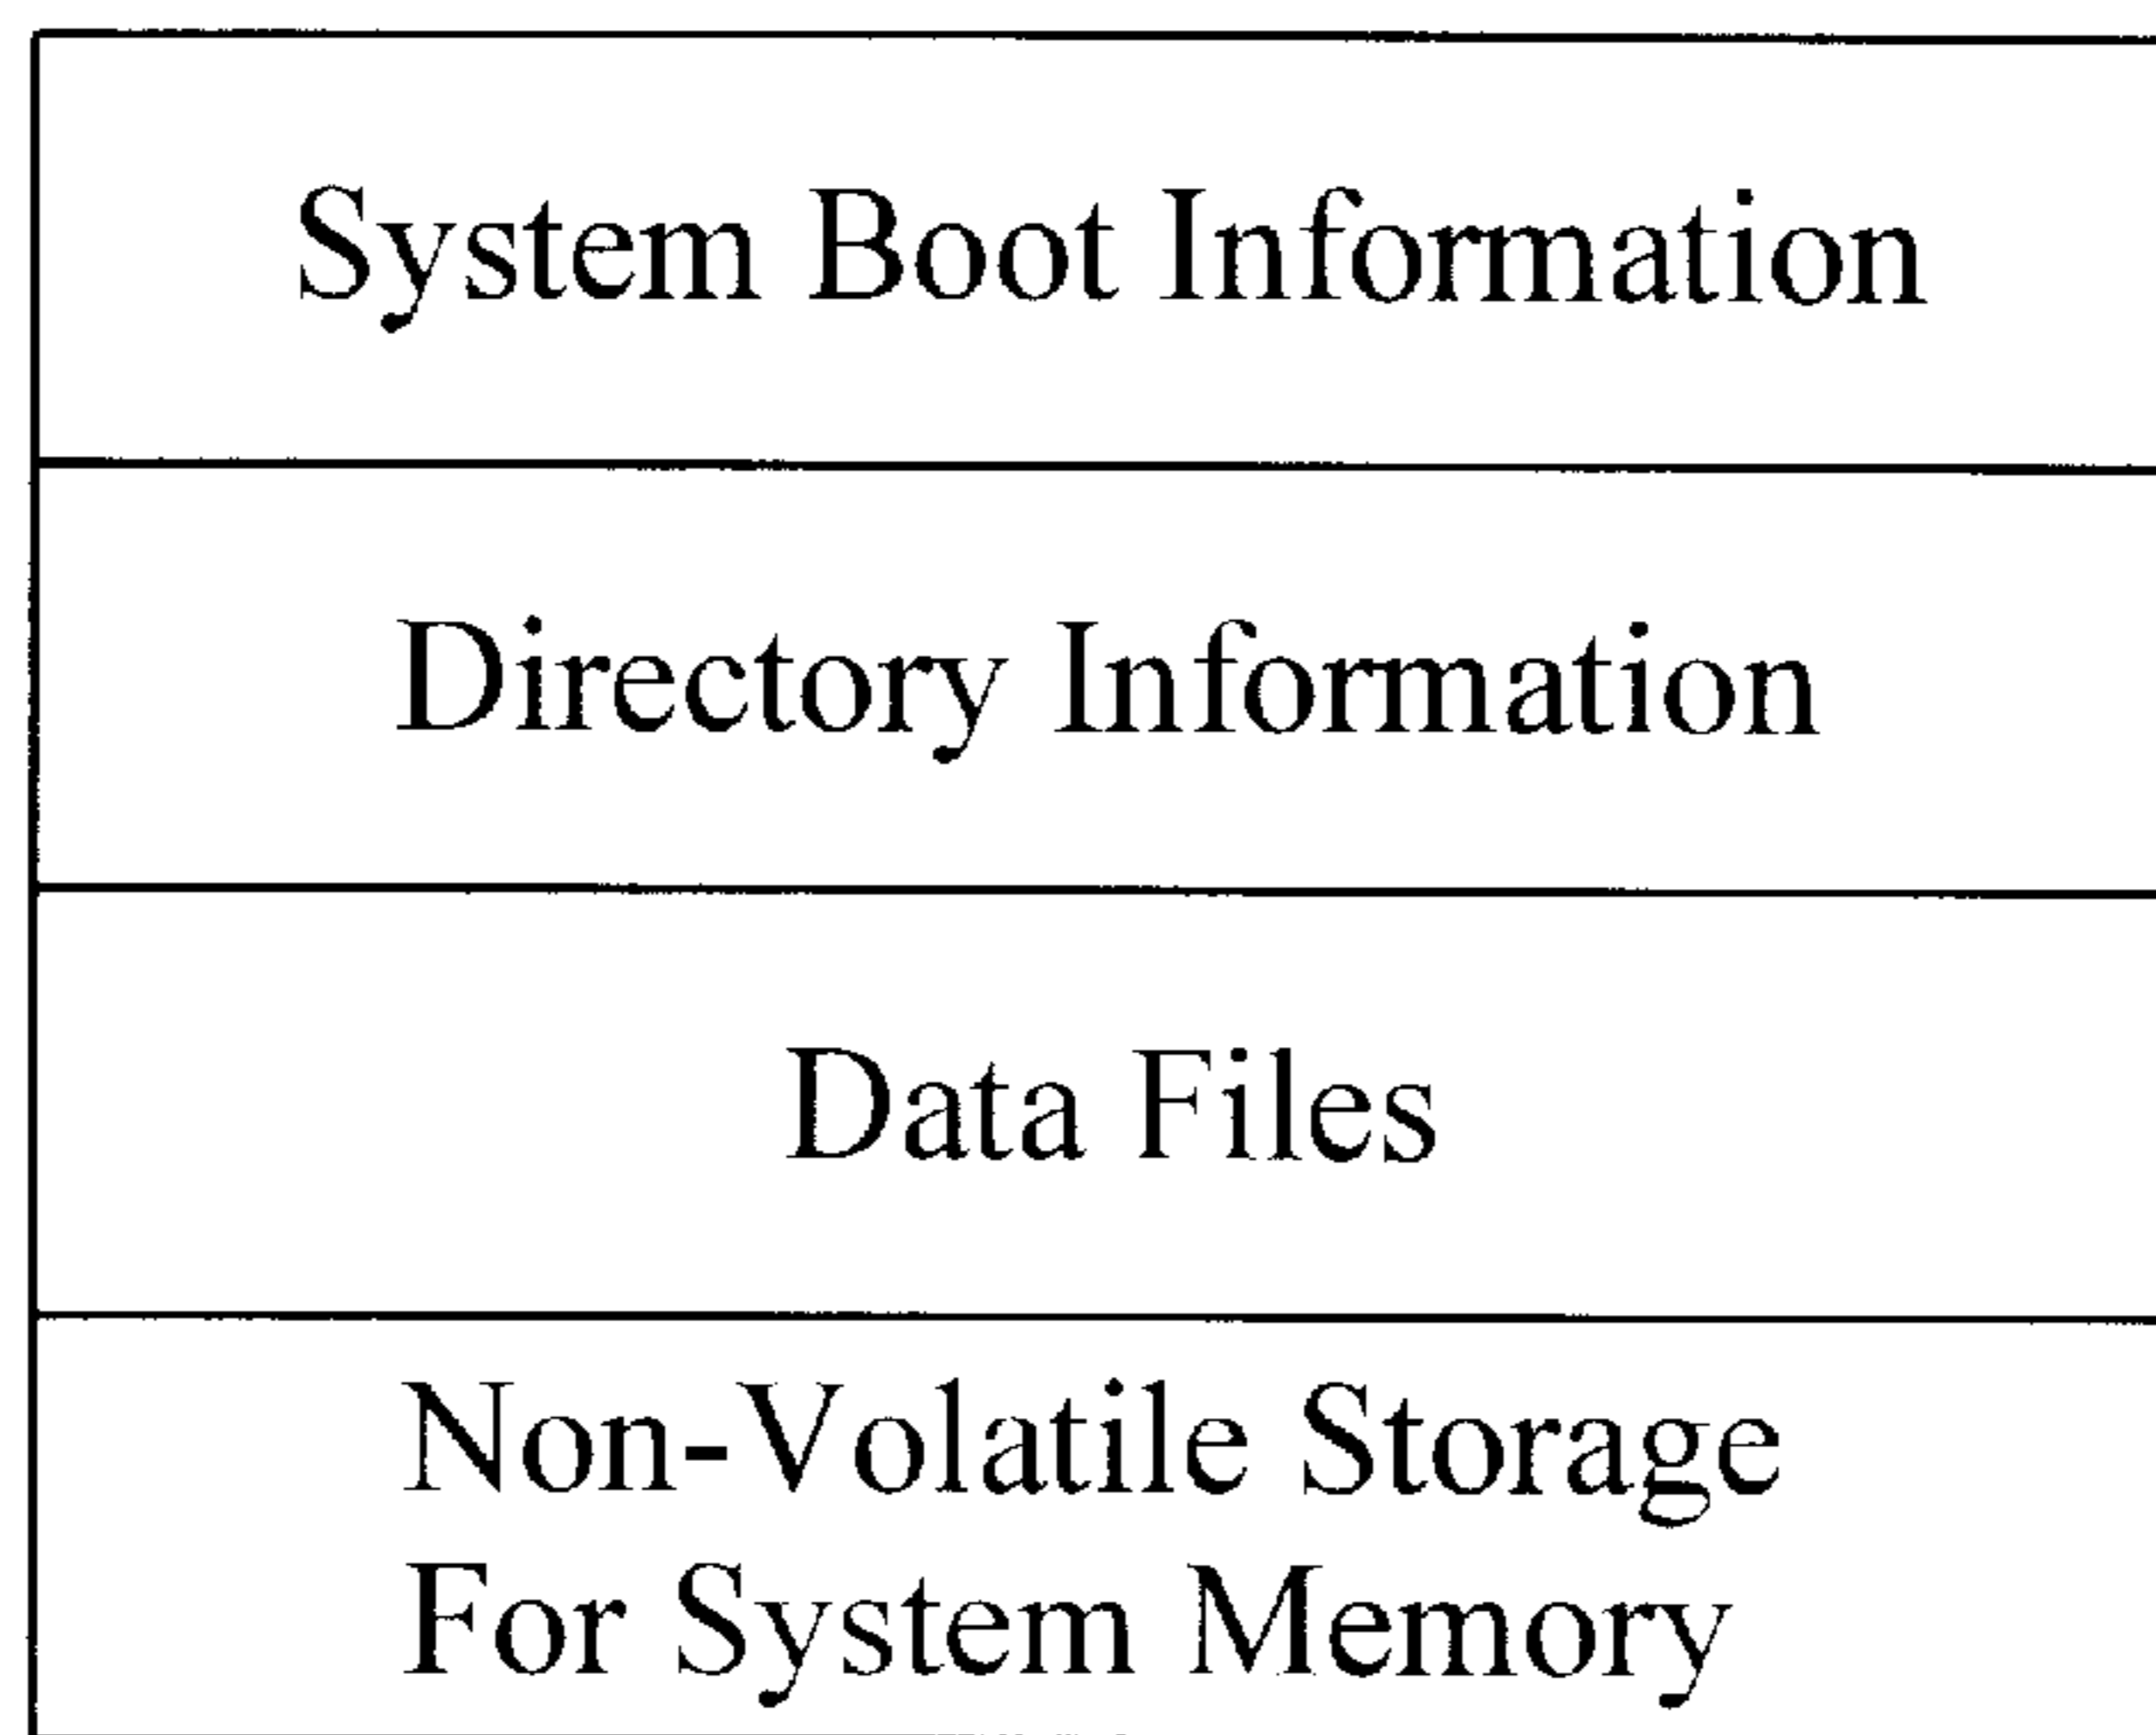 System Boot Information
Directory Information
Data Files
Non-Volatile Storage
For System Memory